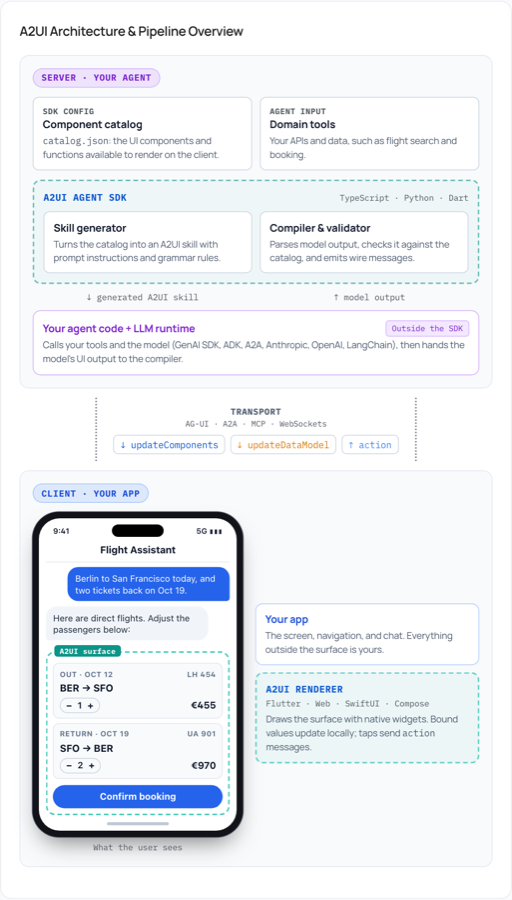 A2UI Architecture & Pipeline Overview
SERVER · YOUR AGENT
SDK CONFIG
Component catalog
catalog.json: the UI components and
functions available to render on the client.
AGENT INPUT
Domain tools
Your APIs and data, such as flight search and
booking.
A2UI AGENT SDK
TypeScript · Python · Dart
Skill generator
Turns the catalog into an A2UI skill with
prompt instructions and grammar rules.
Compiler & validator
Parses model output, checks it against the
catalog, and emits wire messages.
↓ generated A2UI skill
↑ model output
Your agent code + LLM runtime
Outside the SDK
Calls your tools and the model (GenAI SDK, ADK, A2A, Anthropic, OpenAI, LangChain), then hands the
model's UI output to the compiler.
TRANSPORT
AG-UI · A2A · MCP · WebSockets
↓ updateComponents
↓ updateDataModel
↑ action
CLIENT · YOUR APP
9:41
5G
Flight Assistant
Berlin to San Francisco today, and
two tickets back on Oct 19.
Here are direct flights. Adjust the
passengers below:
A2UI surface
OUT · OCT 12
LH 454
BER → SFO
− 1 +
€455
RETURN · OCT 19
UA 901
SFO → BER
− 2 +
€970
Confirm booking
What the user sees
Your app
The screen, navigation, and chat. Everything
outside the surface is yours.
A2UI RENDERER
Flutter · Web · SwiftUI · Compose
Draws the surface with native widgets. Bound
values update locally; taps send action
messages.